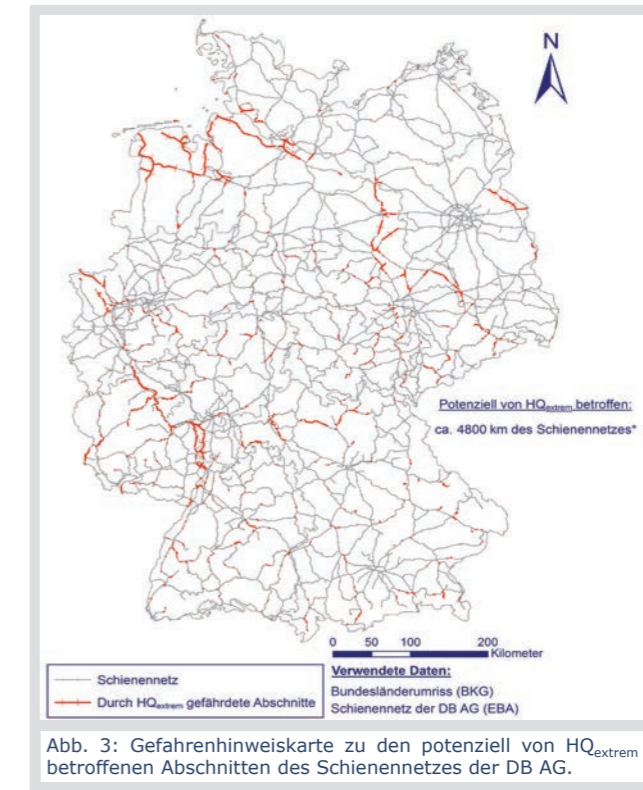 N
Potenziell von HQextrem betroffen:
ca. 4800 km des Schienennetzes*
0 50 100 200
Kilometer
Schienennetz
Durch HQextrem gefährdete Abschnitte
Verwendete Daten:
Bundesländerumriss (BKG)
Schienennetz der DB AG (EBA)
Abb. 3: Gefahrenhinweiskarte zu den potenziell von HQextrem
betroffenen Abschnitten des Schienennetzes der DB AG.